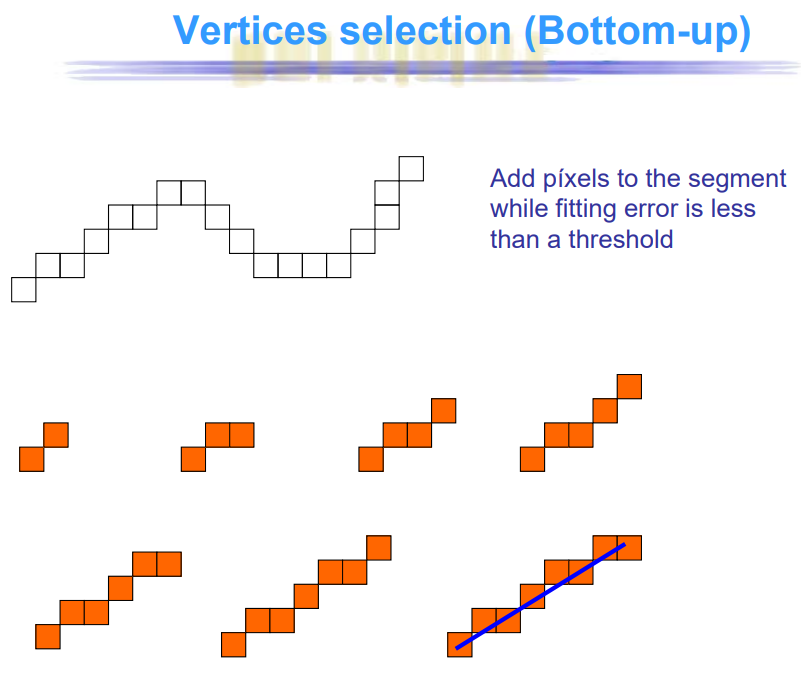 Vertices selection (Bottom-up)
Add píxels to the segment
while fitting error is less
than a threshold